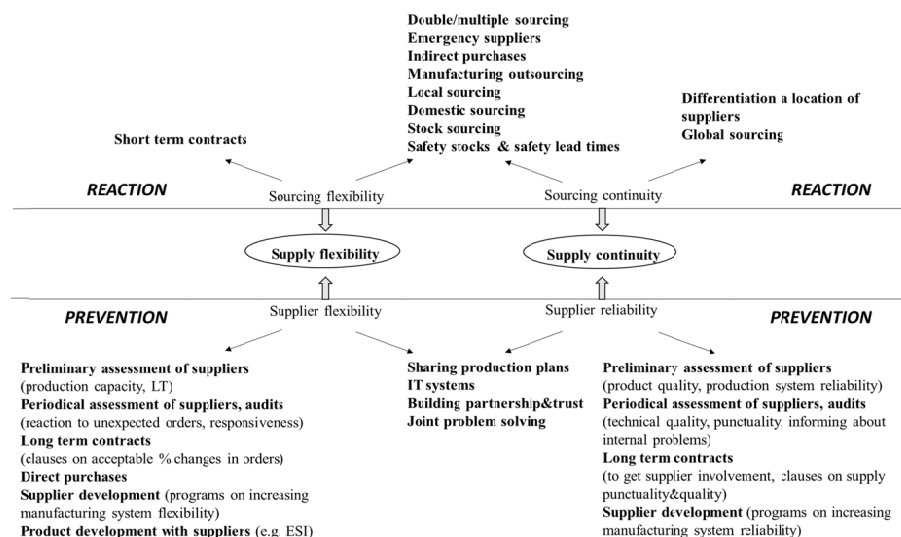 Double/multiple sourcing
Emergency suppliers
Indirect purchases
Manufacturing outsourcing
Local sourcing
Domestic sourcing
Stock sourcing
Safety stocks & safety lead times
Differentiation a location of
suppliers
Global sourcing
Short term contracts
REACTION
Sourcing flexibility
Sourcing continuity
REACTION
Supply flexibility
Supply continuity
PREVENTION
Supplier flexibility
Supplier reliability
PREVENTION
Preliminary assessment of suppliers
(production capacity, LT)
Periodical assessment of suppliers, audits
(reaction to unexpected orders, responsiveness)
Long term contracts
(clauses on acceptable % changes in orders)
Direct purchases
Supplier development (programs on increasing
manufacturing system flexibility)
Product development with suppliers (e.g. ESI)
Sharing production plans
IT systems
Building partnership&trust
Joint problem solving
Preliminary assessment of suppliers
(product quality, production system reliability)
Periodical assessment of suppliers, audits
(technical quality, punctuality, informing about
internal problems)
Long term contracts
(to get supplier involvement, clauses on supply
punctuality&quality)
Supplier development (programs on increasing
manufacturing system reliability)